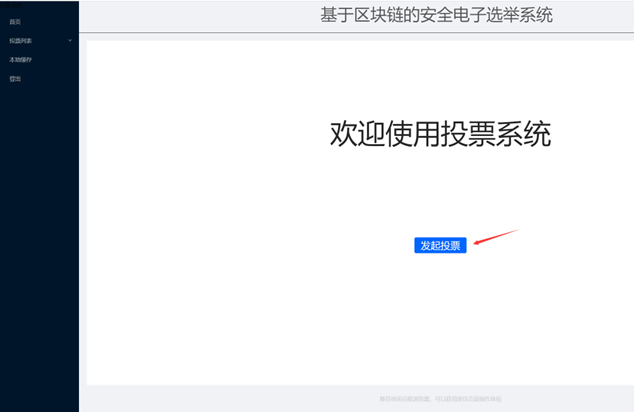 基于区块链的安全电子选举系统
首页
投票列表
本地缓存
登出
欢迎使用投票系统
发起投票